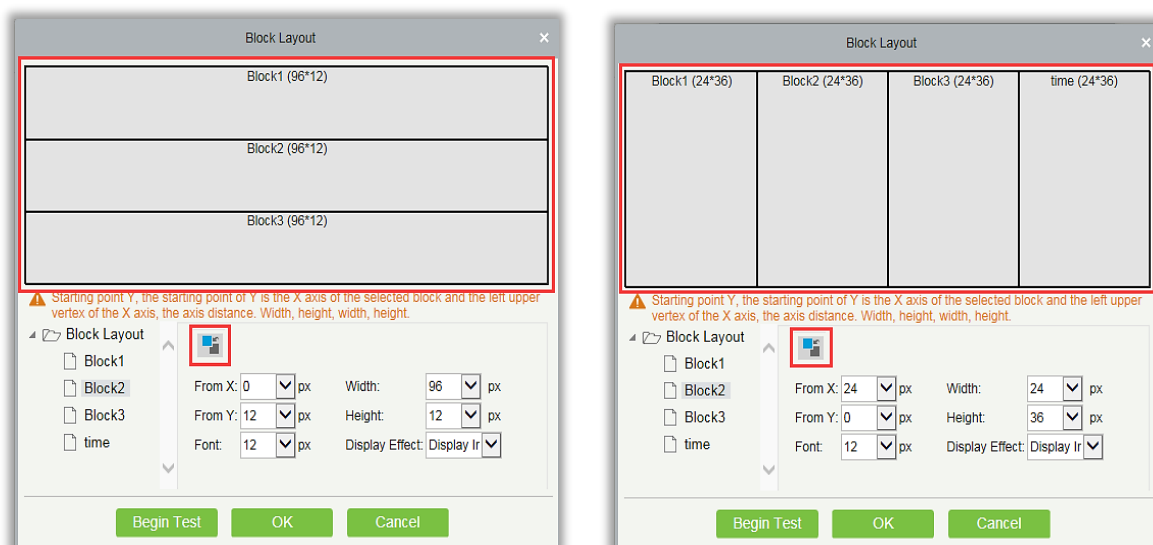 Block Layout ×
Block1 (96*12)
Block2 (96*12)
Block3 (96*12)
Starting point Y, the starting point of Y is the X axis of the selected block and the left upper
vertex of the X axis, the axis distance. Width, height, width, height.
Block Layout
Block1
Block2
Block3
time
From X: 0 px Width: 96 px
From Y: 12 px Height: 12 px
Font: 12 px Display Effect: Display Ir
Begin Test OK Cancel
Block Layout ×
Block1 (24*36) Block2 (24*36) Block3 (24*36) time (24*36)
Starting point Y, the starting point of Y is the X axis of the selected block and the left upper
vertex of the X axis, the axis distance. Width, height, width, height.
Block Layout
Block1
Block2
Block3
time
From X: 24 px Width: 24 px
From Y: 0 px Height: 36 px
Font: 12 px Display Effect: Display Ir
Begin Test OK Cancel